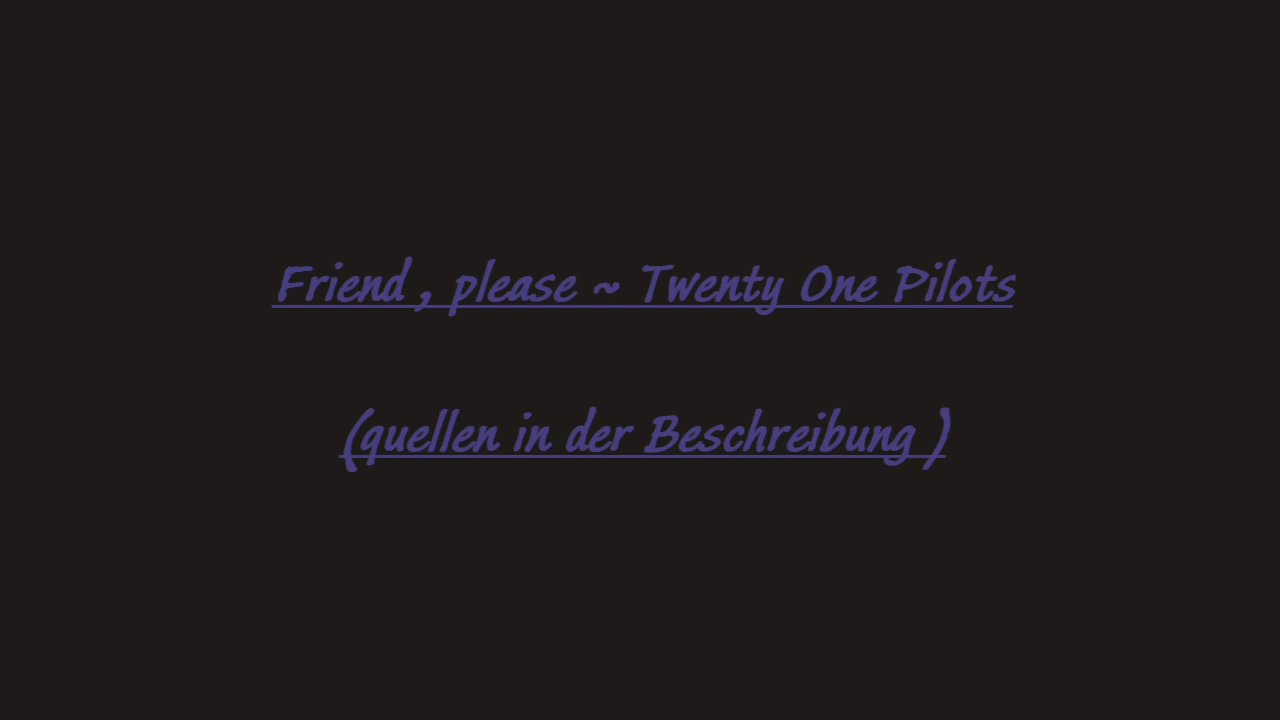 Friend , please ~ Twenty One Pilots
(quellen in der Beschreibung )